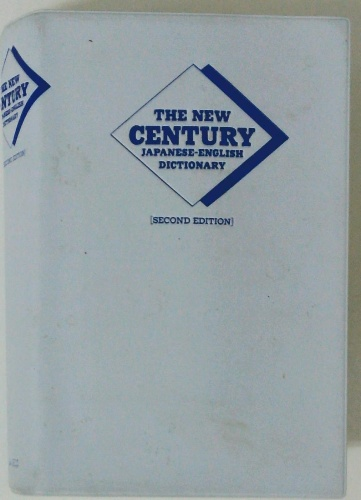 THE NEW
CENTURY
JAPANESE-ENGLISH
DICTIONARY
[SECOND EDITION]
THE NEW
CENTURY
JAPANESE-ENGLISH
DICTIONARY
[SECOND EDITION]